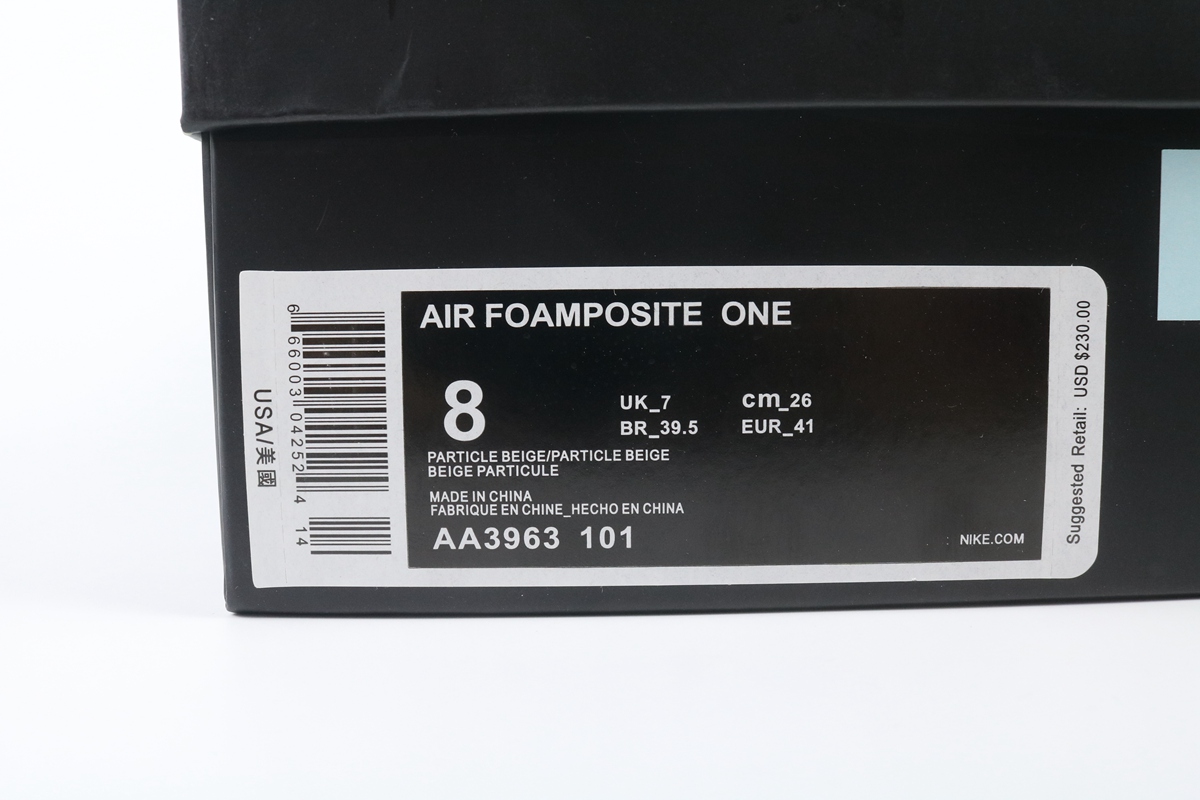 AIR FOAMPOSITE ONE
8
UK_7
cm_26
BR_39.5
EUR_41
PARTICLE BEIGE/PARTICLE BEIGE
BEIGE PARTICULE
MADE IN CHINA
FABRIQUE EN CHINE_HECHO EN CHINA
AA3963 101
NIKE.COM
USA/美國
6 66003 04252 4
14
Suggested Retail: USD $230.00